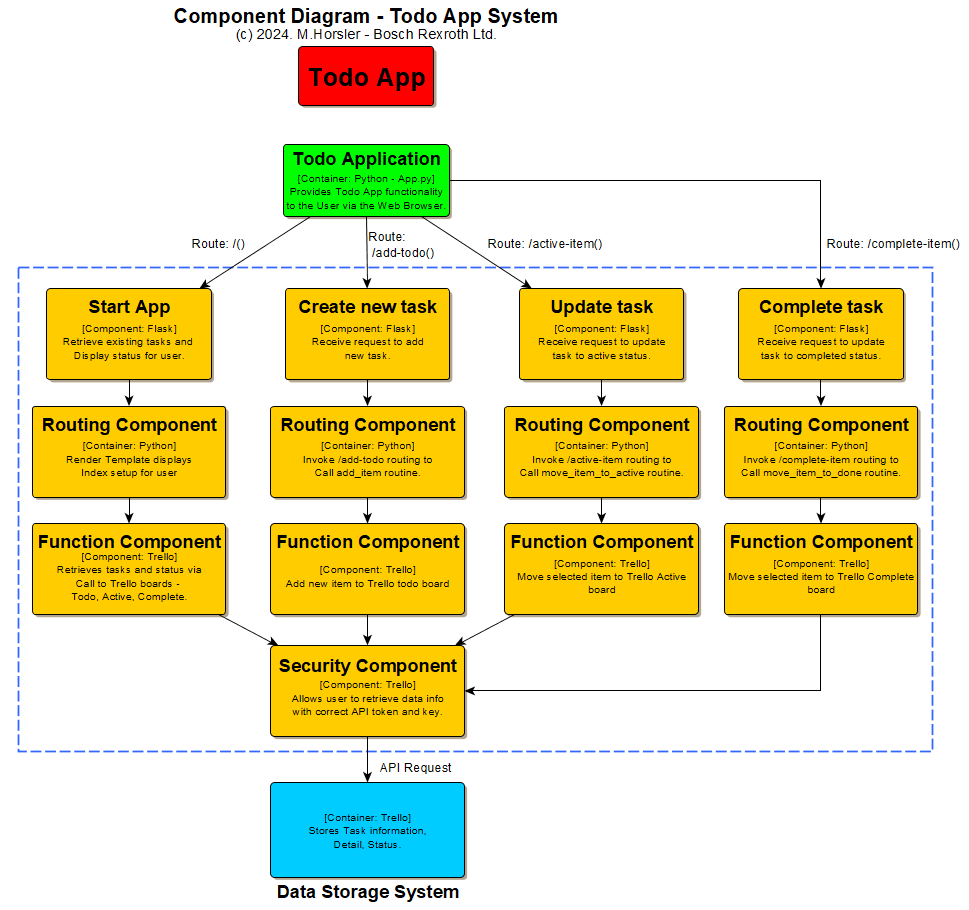 Component Diagram - Todo App System
(c) 2024. M.Horsler - Bosch Rexroth Ltd.
Todo App
Todo Application
[Container: Python - App.py]
Provides Todo App functionality
to the User via the Web Browser.
Route: /()
Route:
/add-todo()
Route: /active-item()
Route: /complete-item()
Start App
[Component: Flask]
Retrieve existing tasks and
Display status for user.
Create new task
[Component: Flask]
Receive request to add
new task.
Update task
[Component: Flask]
Receive request to update
task to active status.
Complete task
[Component: Flask]
Receive request to update
task to completed status.
Routing Component
[Container: Python]
Render Template displays
Index setup for user
Routing Component
[Container: Python]
Invoke /add-todo routing to
Call add_item routine.
Routing Component
[Container: Python]
Invoke /active-item routing to
Call move_item_to_active routine.
Routing Component
[Container: Python]
Invoke /complete-item routing to
Call move_item_to_done routine.
Function Component
[Component: Trello]
Retrieves tasks and status via
Call to Trello boards -
Todo, Active, Complete.
Function Component
[Component: Trello]
Add new item to Trello todo board
Function Component
[Component: Trello]
Move selected item to Trello Active
board
Function Component
[Component: Trello]
Move selected item to Trello Complete
board
Security Component
[Component: Trello]
Allows user to retrieve data info
with correct API token and key.
API Request
[Container: Trello]
Stores Task information,
Detail, Status.
Data Storage System